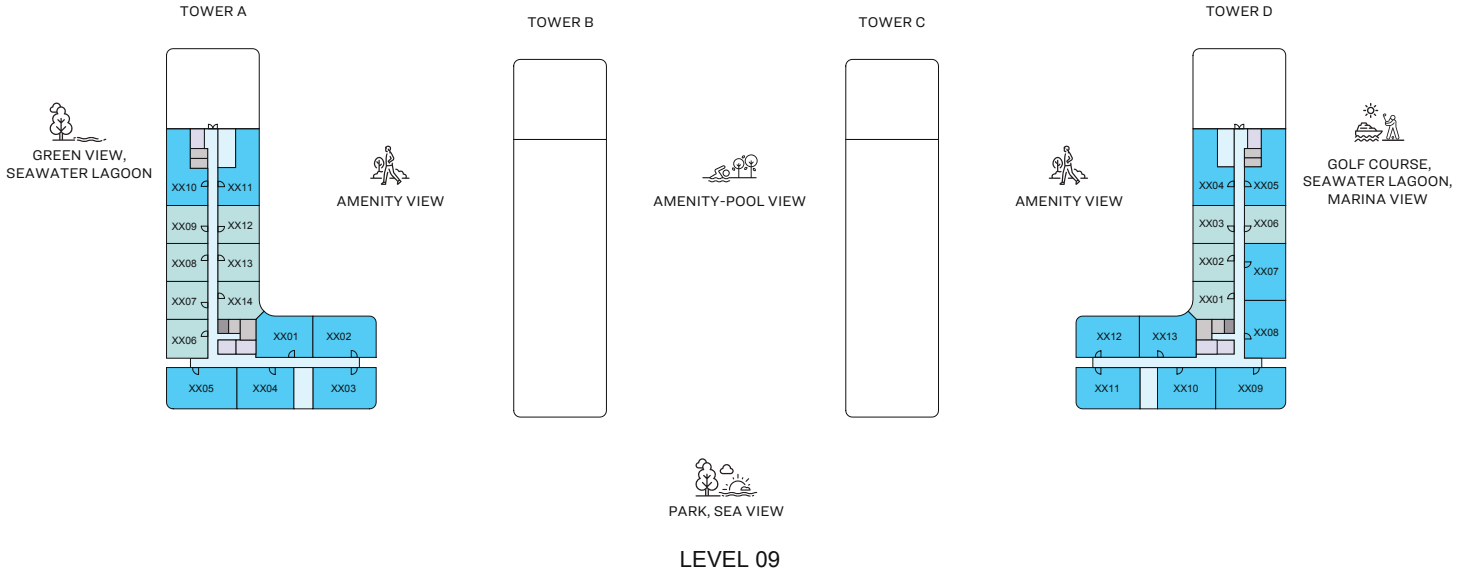 TOWER A
TOWER B
TOWER C
TOWER D
GREEN VIEW,
SEAWATER LAGOON
AMENITY VIEW
AMENITY-POOL VIEW
AMENITY VIEW
GOLF COURSE,
SEAWATER LAGOON,
MARINA VIEW
XX10 XX11
XX09 XX12
XX08 XX13
XX07 XX14
XX06 XX01 XX02
XX05 XX04 XX03
XX04 XX05
XX03 XX06
XX02 XX07
XX01
XX12 XX13 XX08
XX11 XX10 XX09
PARK, SEA VIEW
LEVEL 09